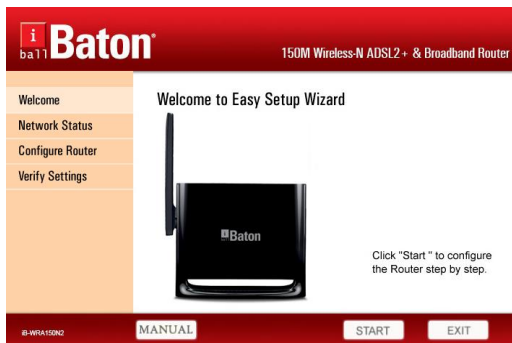 i
ball Baton
150M Wireless-N ADSL2+ & Broadband Router
Welcome
Network Status
Configure Router
Verify Settings
Welcome to Easy Setup Wizard
Baton
Click "Start " to configure
the Router step by step.
iB-WRA150N2
MANUAL
START
EXIT